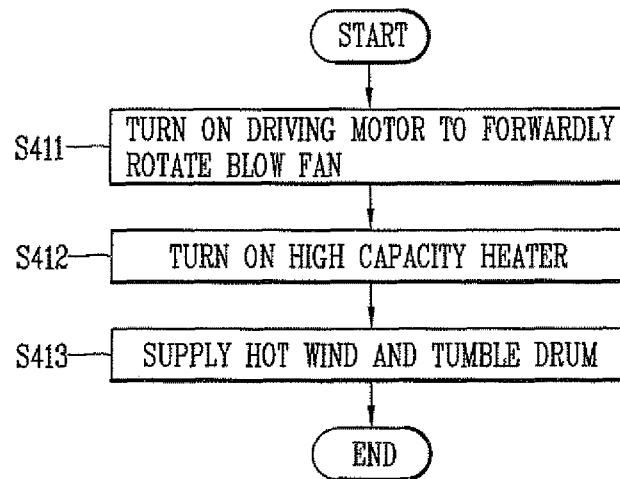 START
S411
TURN ON DRIVING MOTOR TO FORWARDLY
ROTATE BLOW FAN
S412
TURN ON HIGH CAPACITY HEATER
S413
SUPPLY HOT WIND AND TUMBLE DRUM
END